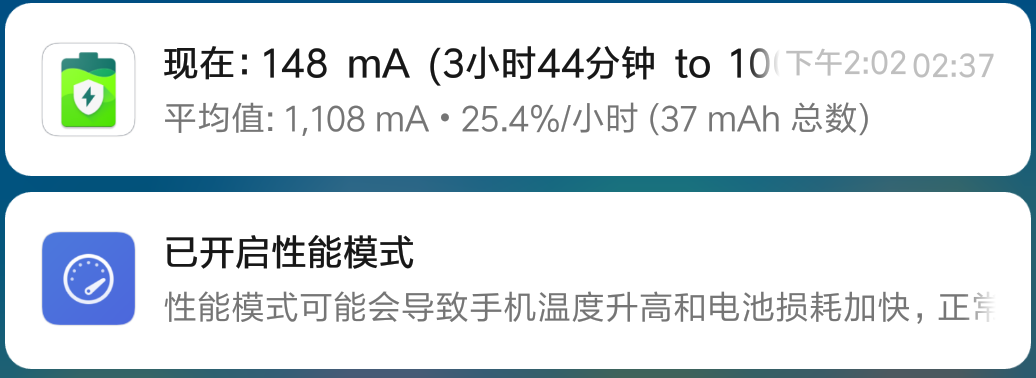 现在: 148 mA (3小时44分钟 to 10 下午2:02 02:37
平均值: 1,108 mA • 25.4%/小时 (37 mAh 总数)
已开启性能模式
性能模式可能会导致手机温度升高和电池损耗加快，正常